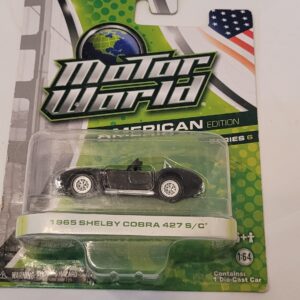 Motor
World
AMERICAN EDITION
SERIES 6
1965 SHELBY COBRA 427 S/C
1:64
Contains:
1 Die-Cast Car